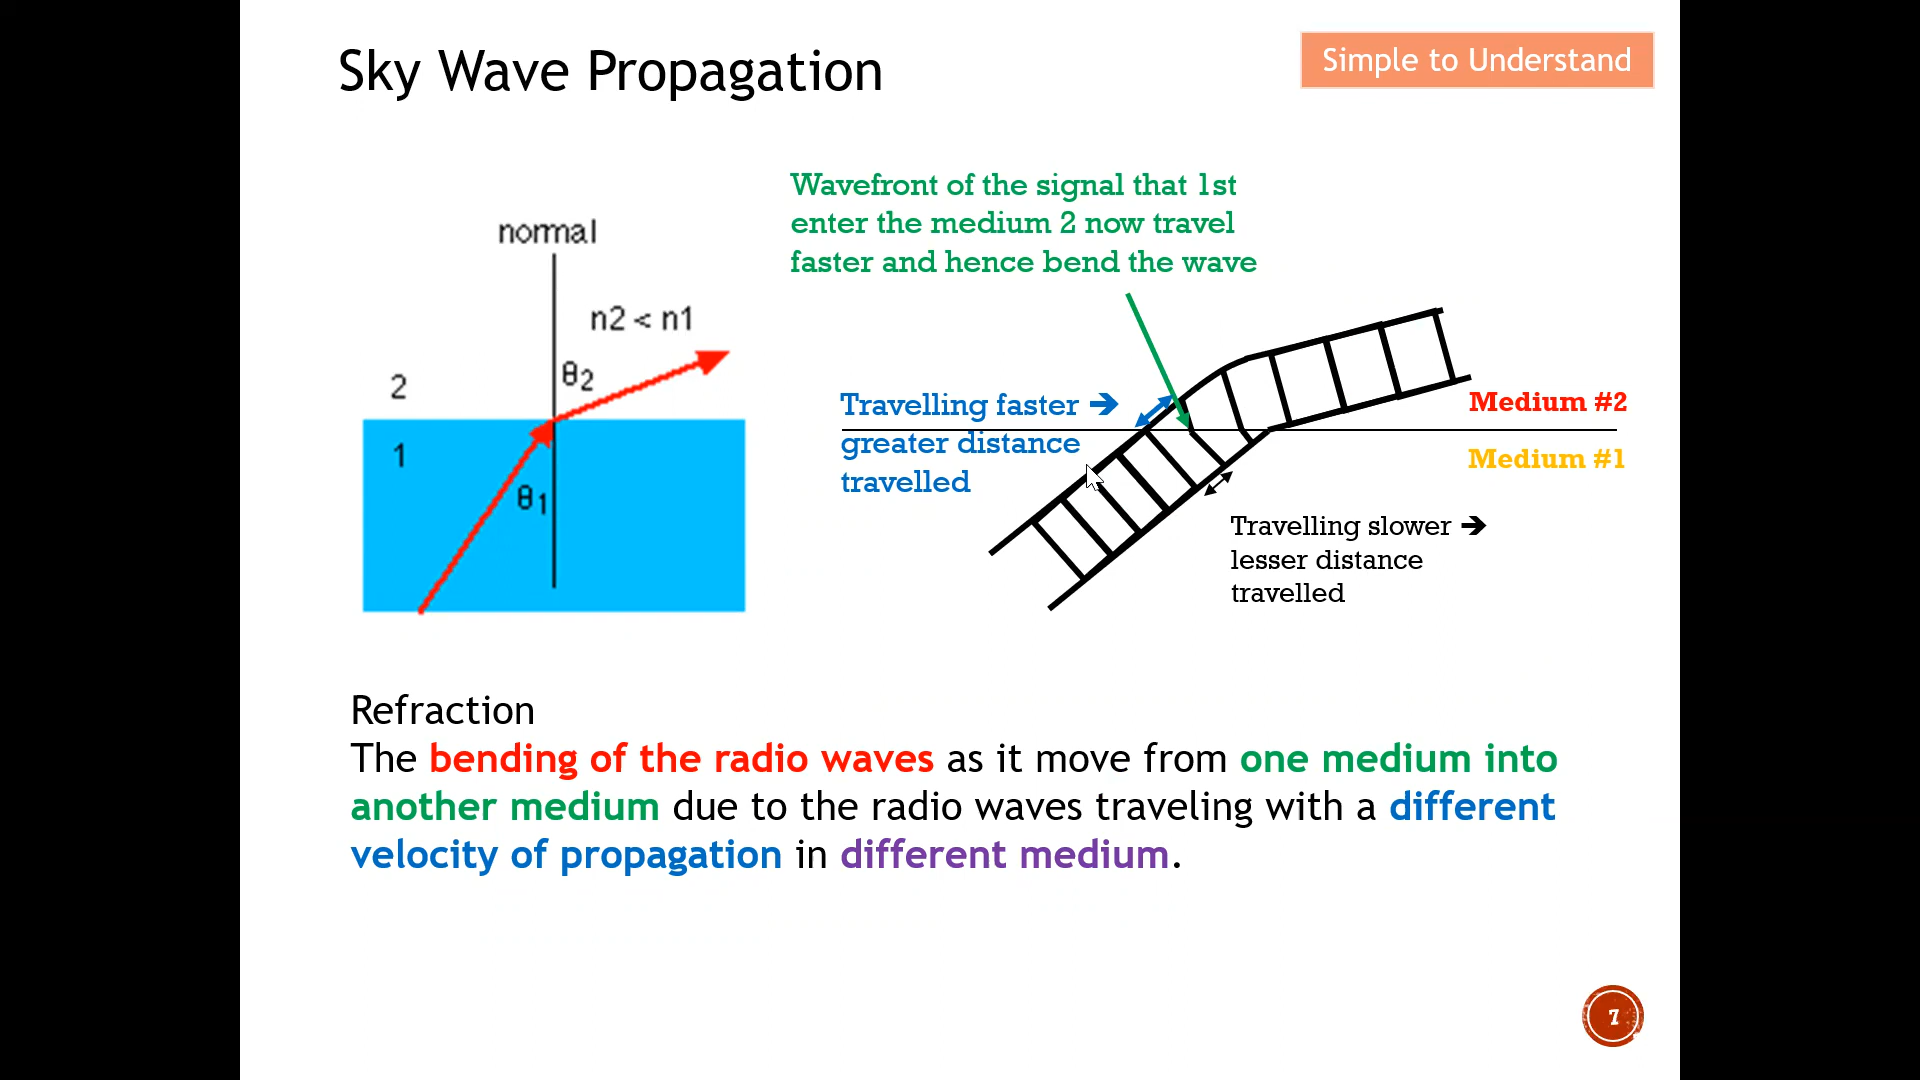 Sky Wave Propagation
Simple to Understand
Wavefront of the signal that 1st
enter the medium 2 now travel
faster and hence bend the wave
normal
n2 < n1
θ2
2
1
θ1
Travelling faster ➔
greater distance
travelled
Medium #2
Medium #1
Travelling slower ➔
lesser distance
travelled
Refraction
The bending of the radio waves as it move from one medium into
another medium due to the radio waves traveling with a different
velocity of propagation in different medium.
7